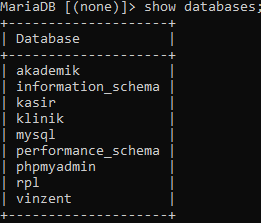 MariaDB [(none)]> show databases;
+--------------------+
| Database           |
+--------------------+
| akademik           |
| information_schema |
| kasir              |
| klinik             |
| mysql              |
| performance_schema |
| phpmyadmin         |
| rpl                |
| vinzent            |
+--------------------+